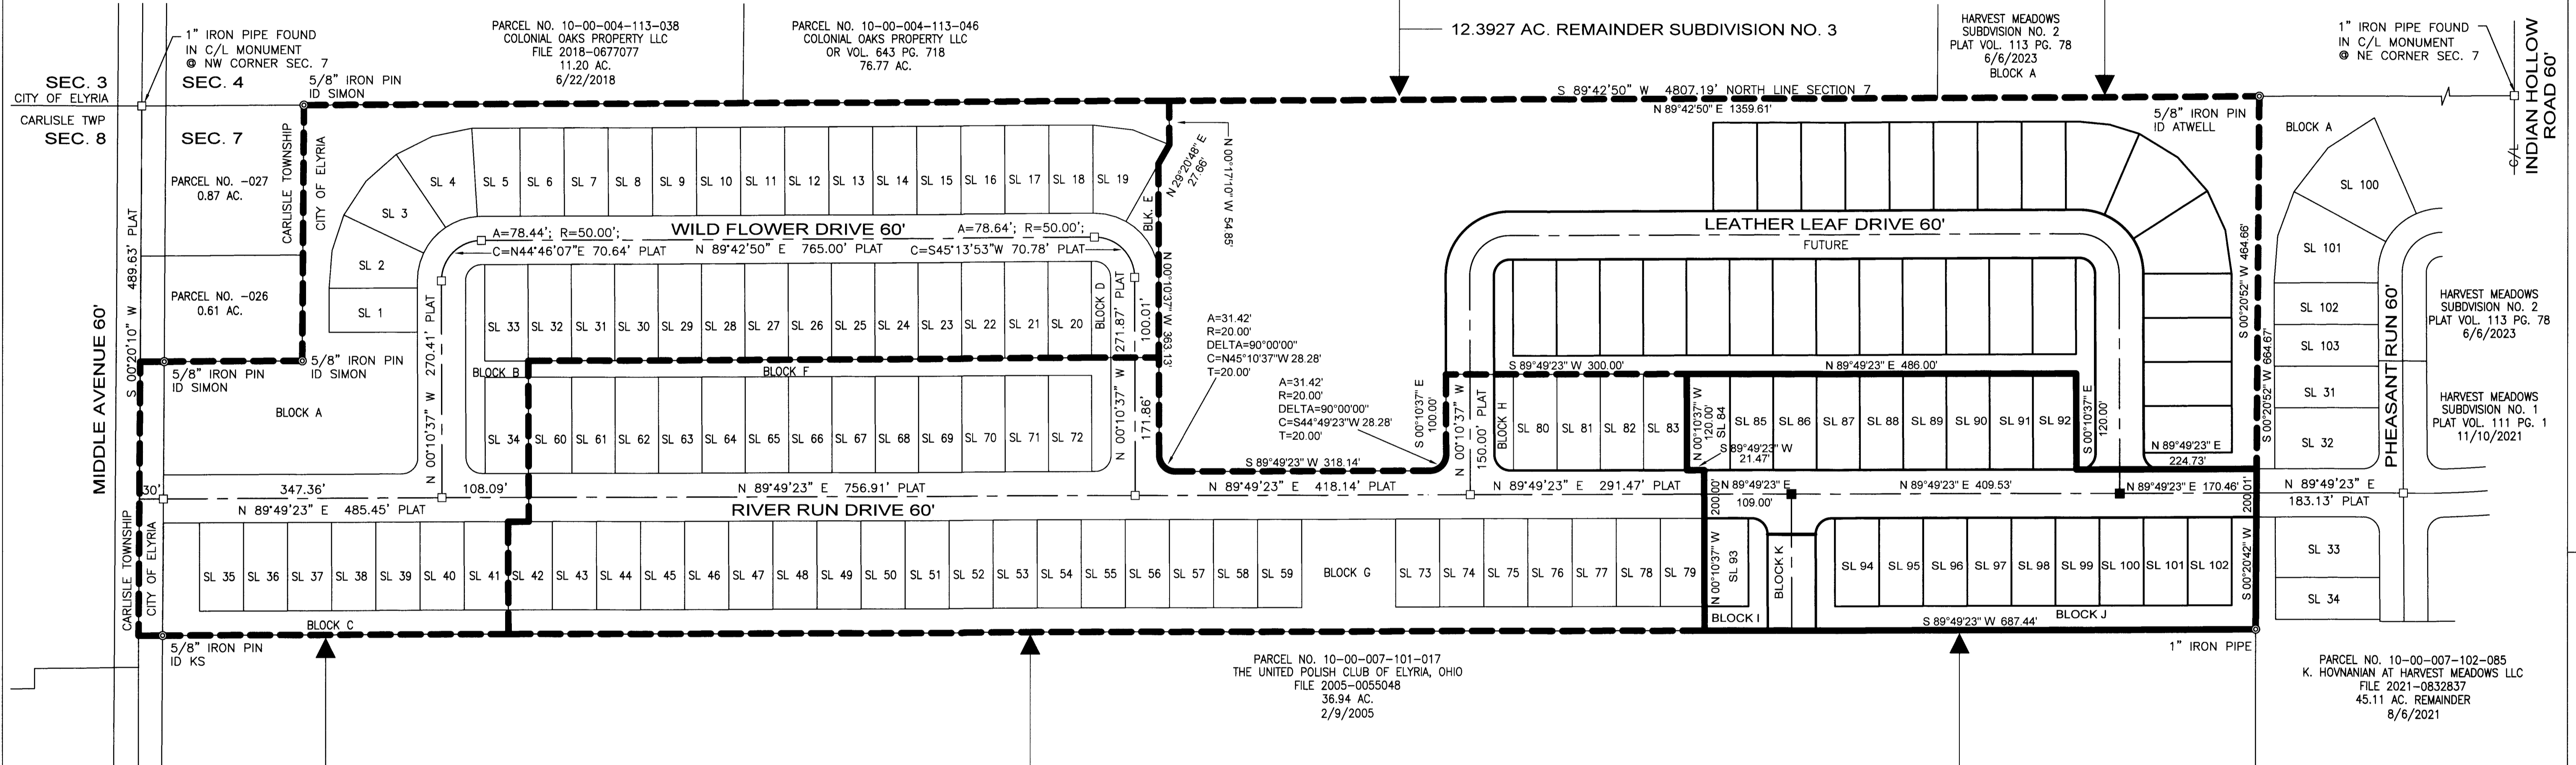 1" IRON PIPE FOUND
IN C/L MONUMENT
@ NW CORNER SEC. 7
PARCEL NO. 10-00-004-113-038
COLONIAL OAKS PROPERTY LLC
FILE 2018-0677077
11.20 AC.
6/22/2018
PARCEL NO. 10-00-004-113-046
COLONIAL OAKS PROPERTY LLC
OR VOL. 643 PG. 718
76.77 AC.
12.3927 AC. REMAINDER SUBDIVISION NO. 3
HARVEST MEADOWS
SUBDVISION NO. 2
PLAT VOL. 113 PG. 78
6/6/2023
BLOCK A
1" IRON PIPE FOUND
IN C/L MONUMENT
@ NE CORNER SEC. 7
INDIAN HOLLOW
ROAD 60'
C/L
SEC. 3
SEC. 4
CITY OF ELYRIA
CARLISLE TWP
SEC. 8
SEC. 7
5/8" IRON PIN
ID SIMON
S 89°42'50" W 4807.19' NORTH LINE SECTION 7
N 89°42'50" E 1359.61'
5/8" IRON PIN
ID ATWELL
BLOCK A
PARCEL NO. -027
0.87 AC.
PARCEL NO. -026
0.61 AC.
CARLISLE TOWNSHIP
CITY OF ELYRIA
S 00°20'10" W 489.63' PLAT
MIDDLE AVENUE 60'
SL 4
SL 5
SL 6
SL 7
SL 8
SL 9
SL 10
SL 11
SL 12
SL 13
SL 14
SL 15
SL 16
SL 17
SL 18
SL 19
SL 3
SL 2
SL 1
BLK. E
N 29°20'48" E
27.66'
N 00°17'10" W 54.85'
A=78.44'; R=50.00';
WILD FLOWER DRIVE 60'
A=78.64'; R=50.00';
C=N44°46'07"E 70.64' PLAT
N 89°42'50" E 765.00' PLAT
C=S45°13'53"W 70.78' PLAT
LEATHER LEAF DRIVE 60'
FUTURE
SL 100
SL 101
SL 102
SL 103
SL 31
SL 32
S 00°20'52" W 464.66'
S 00°20'52" W 664.67'
PHEASANT RUN 60'
HARVEST MEADOWS
SUBDIVISION NO. 2
PLAT VOL. 113 PG. 78
6/6/2023
HARVEST MEADOWS
SUBDVISION NO. 1
PLAT VOL. 111 PG. 1
11/10/2021
N 00°10'37" W 270.41' PLAT
SL 33
SL 32
SL 31
SL 30
SL 29
SL 28
SL 27
SL 26
SL 25
SL 24
SL 23
SL 22
SL 21
SL 20
BLOCK D
271.87' PLAT
100.01'
N 00°10'37" W 363.13'
A=31.42'
R=20.00'
DELTA=90°00'00"
C=N45°10'37"W 28.28'
T=20.00'
A=31.42'
R=20.00'
DELTA=90°00'00"
C=S44°49'23"W 28.28'
T=20.00'
5/8" IRON PIN
ID SIMON
5/8" IRON PIN
ID SIMON
BLOCK A
BLOCK B
BLOCK F
S 89°49'23" W 300.00'
N 89°49'23" E 486.00'
SL 34
SL 60
SL 61
SL 62
SL 63
SL 64
SL 65
SL 66
SL 67
SL 68
SL 69
SL 70
SL 71
SL 72
N 00°10'37" W
171.86'
S 00°10'37" E
1000.00'
N 00°10'37" W
150.00' PLAT
BLOCK H
SL 80
SL 81
SL 82
SL 83
N 00°10'37" W
120.00'
SL 84
SL 85
SL 86
SL 87
SL 88
SL 89
SL 90
SL 91
SL 92
S 00°10'37" E
120.00'
N 89°49'23" E
224.73'
S 89°49'23" W
21.47'
S 89°49'23" W 318.14'
30'
347.36'
108.09'
N 89°49'23" E 756.91' PLAT
N 89°49'23" E 418.14' PLAT
N 89°49'23" E 291.47' PLAT
N 89°49'23" E
109.00'
N 89°49'23" E 409.53'
N 89°49'23" E 170.46'
N 89°49'23" E
183.13' PLAT
N 89°49'23" E 485.45' PLAT
RIVER RUN DRIVE 60'
200.00'
200.01'
CARLISLE TOWNSHIP
CITY OF ELYRIA
SL 35
SL 36
SL 37
SL 38
SL 39
SL 40
SL 41
SL 42
SL 43
SL 44
SL 45
SL 46
SL 47
SL 48
SL 49
SL 50
SL 51
SL 52
SL 53
SL 54
SL 55
SL 56
SL 57
SL 58
SL 59
BLOCK G
SL 73
SL 74
SL 75
SL 76
SL 77
SL 78
SL 79
N 00°10'37" W
SL 93
BLOCK K
SL 94
SL 95
SL 96
SL 97
SL 98
SL 99
SL 100
SL 101
SL 102
S 00°20'42" W
SL 33
SL 34
BLOCK C
BLOCK I
BLOCK J
S 89°49'23" W 687.44'
5/8" IRON PIN
ID KS
1" IRON PIPE
PARCEL NO. 10-00-007-101-017
THE UNITED POLISH CLUB OF ELYRIA, OHIO
FILE 2005-0055048
36.94 AC.
2/9/2005
PARCEL NO. 10-00-007-102-085
K. HOVNANIAN AT HARVEST MEADOWS LLC
FILE 2021-0832837
45.11 AC. REMAINDER
8/6/2021